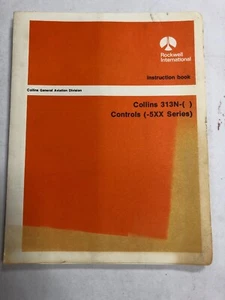 Rockwell
International
instruction book
Collins General Aviation Division
Collins 313N-( )
Controls (-5XX Series)